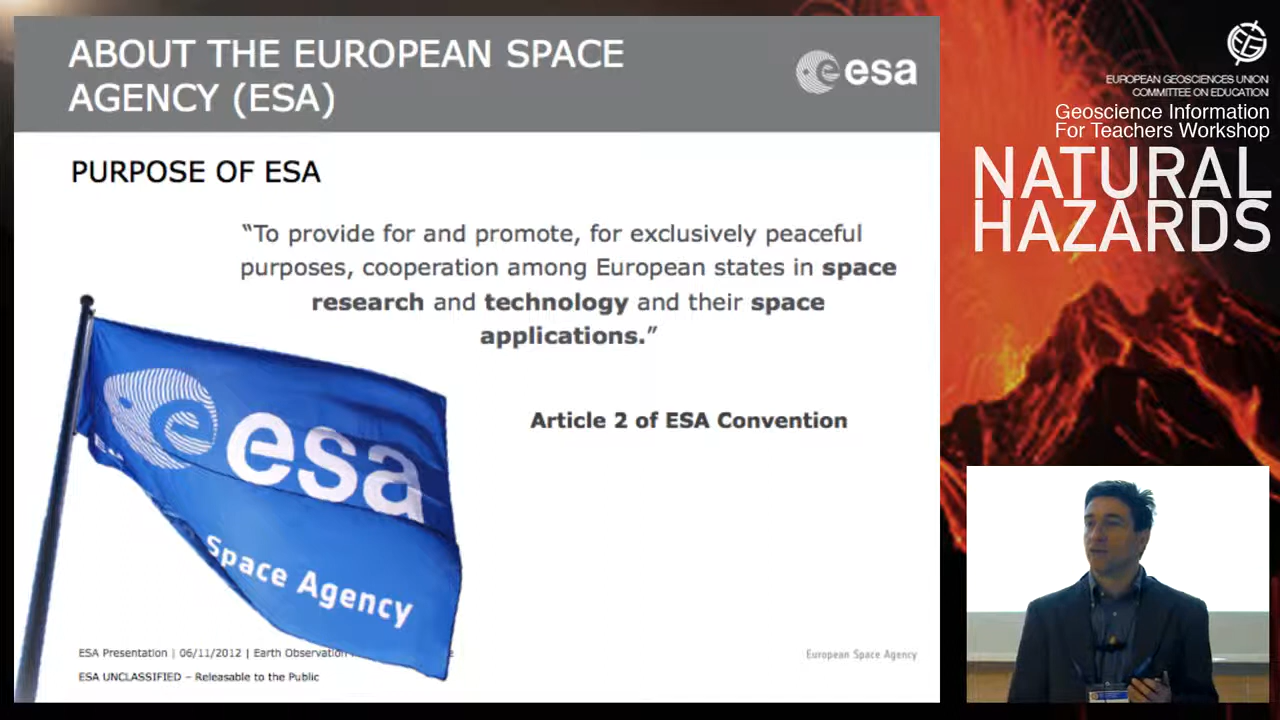 ABOUT THE EUROPEAN SPACE
AGENCY (ESA)
esa
PURPOSE OF ESA
“To provide for and promote, for exclusively peaceful
purposes, cooperation among European states in space
research and technology and their space
applications.”
Article 2 of ESA Convention
esa
Space Agency
ESA Presentation | 06/11/2012 | Earth Observation
ESA UNCLASSIFIED – Releasable to the Public
European Space Agency
EUROPEAN GEOSCIENCES UNION
COMMITTEE ON EDUCATION
Geoscience Information
For Teachers Workshop
NATURAL
HAZARDS